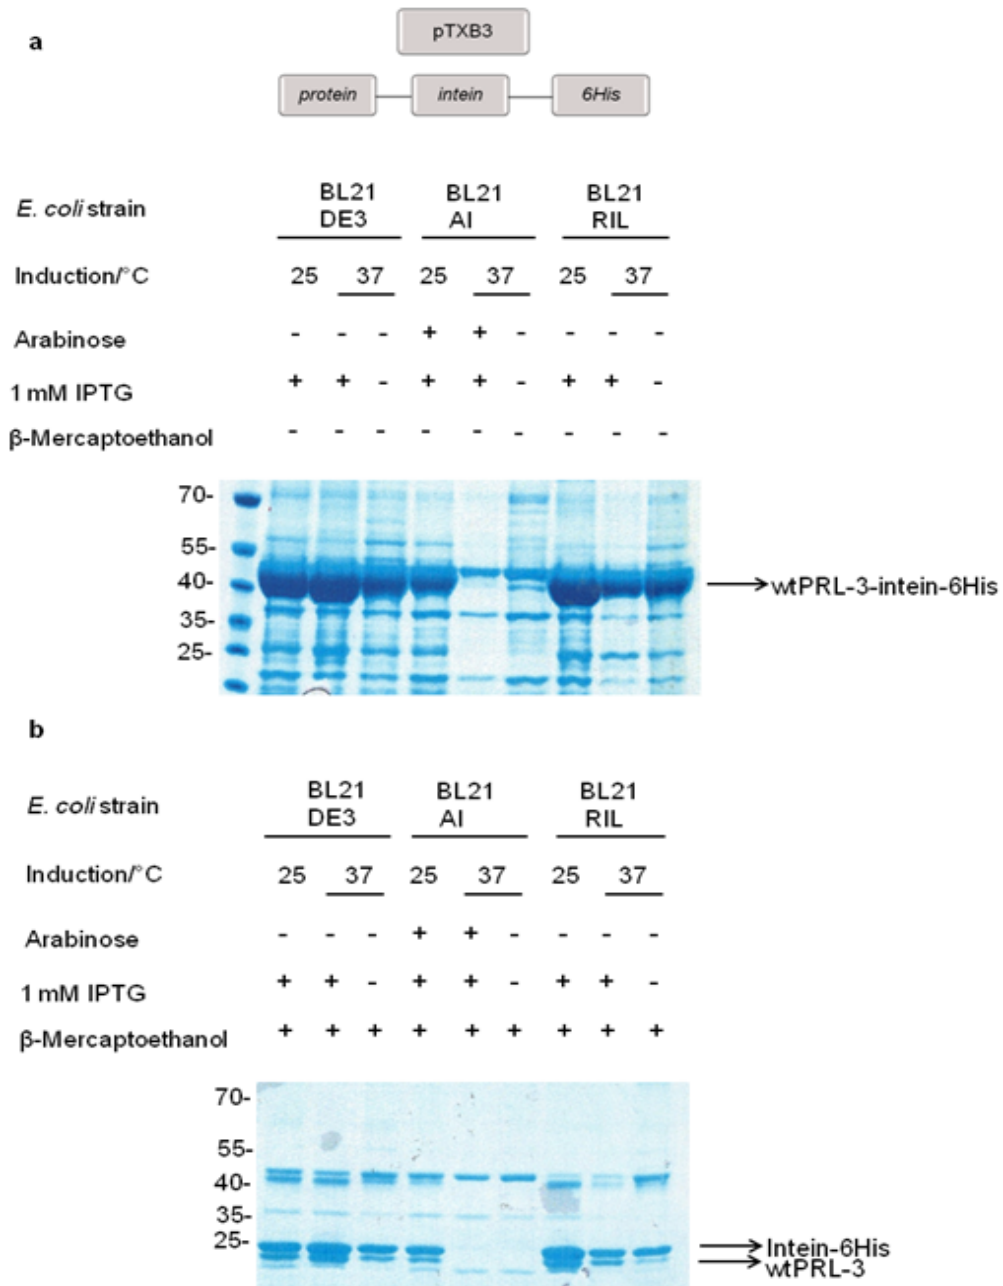 a
pTXB3
protein intein 6His
E. coli strain BL21 DE3 BL21 AI BL21 RIL
Induction/°C 25 37 25 37 25 37
Arabinose - - - + + - - - -
1 mM IPTG + + - + + - + + -
β-Mercaptoethanol - - - - - - - - -
70-
55-
40- wtPRL-3-intein-6His
35-
25-
b
E. coli strain BL21 DE3 BL21 AI BL21 RIL
Induction/°C 25 37 25 37 25 37
Arabinose - - - + + - - - -
1 mM IPTG + + - + + - + + -
β-Mercaptoethanol + + + + + + + + +
70-
55-
40-
35-
25-
Intein-6His
wtPRL-3